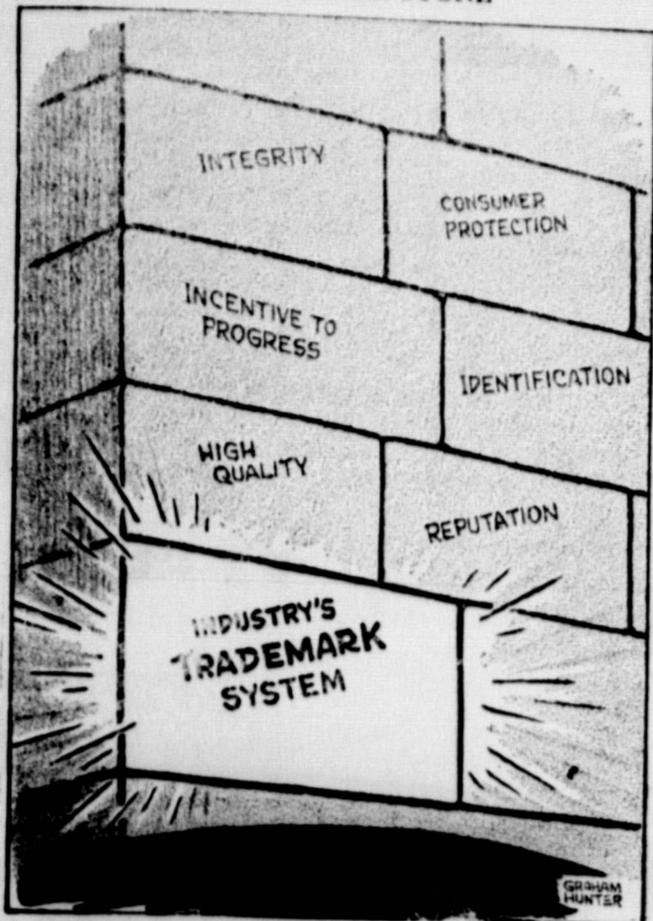 INTEGRITY
CONSUMER
PROTECTION
INCENTIVE TO
PROGRESS
IDENTIFICATION
HIGH
QUALITY
REPUTATION
INDUSTRY'S
TRADEMARK
SYSTEM
GRAHAM
HUNTER